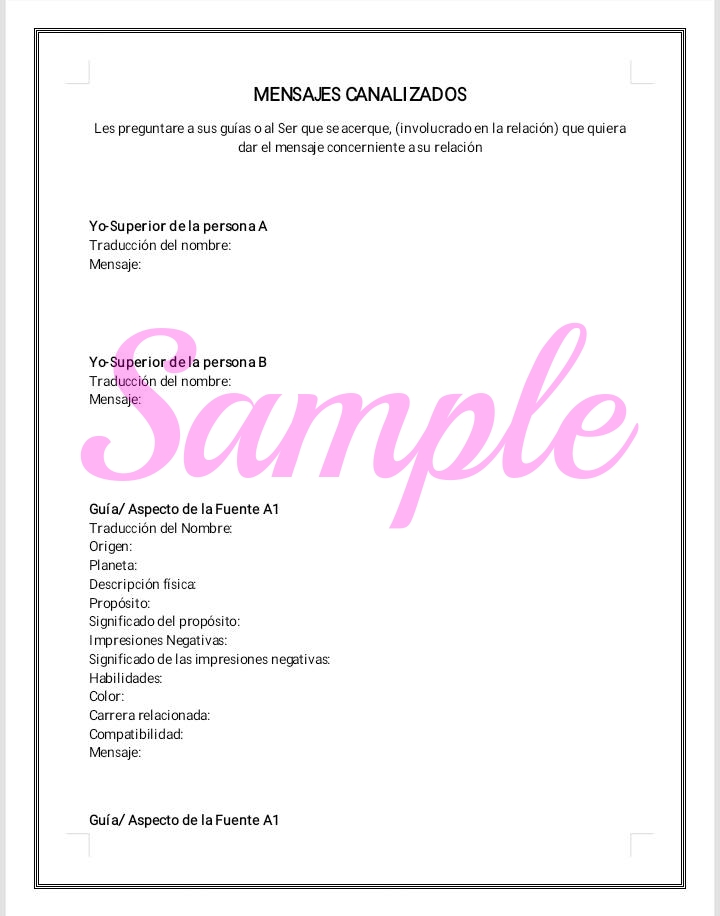 MENSAJES CANALIZADOS
Les preguntare a sus guías o al Ser que se acerque, (involucrado en la relación) que quiera
dar el mensaje concerniente a su relación
Yo-Superior de la persona A
Traducción del nombre:
Mensaje:
Yo-Superior de la persona B
Traducción del nombre:
Mensaje:
Sample
Guía/ Aspecto de la Fuente A1
Traducción del Nombre:
Origen:
Planeta:
Descripción física:
Propósito:
Significado del propósito:
Impresiones Negativas:
Significado de las impresiones negativas:
Habilidades:
Color:
Carrera relacionada:
Compatibilidad:
Mensaje:
Guía/ Aspecto de la Fuente A1